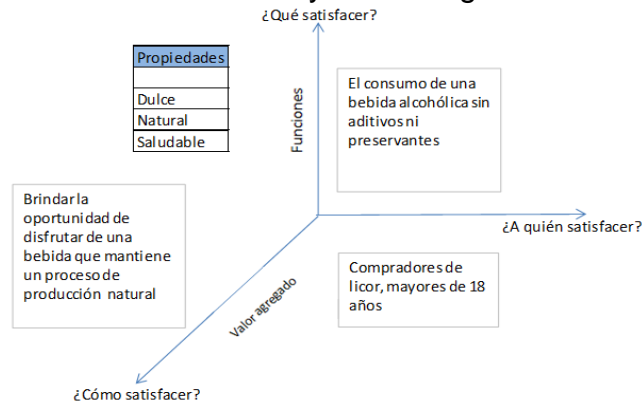 ¿Qué satisfacer?
Propiedades
Dulce
Natural
Saludable
Funciones
El consumo de una
bebida alcohólica sin
aditivos ni
preservantes
Brindar la
oportunidad de
disfrutar de una
bebida que mantiene
un proceso de
producción natural
¿A quién satisfacer?
Compradores de
licor, mayores de 18
años
Valor agregado
¿Cómo satisfacer?